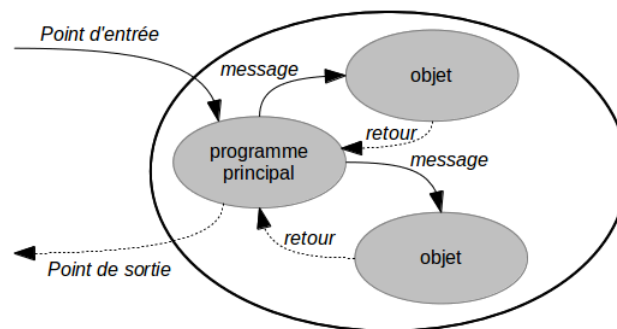 Point d'entrée
message
objet
retour
programme
principal
message
retour
objet
Point de sortie